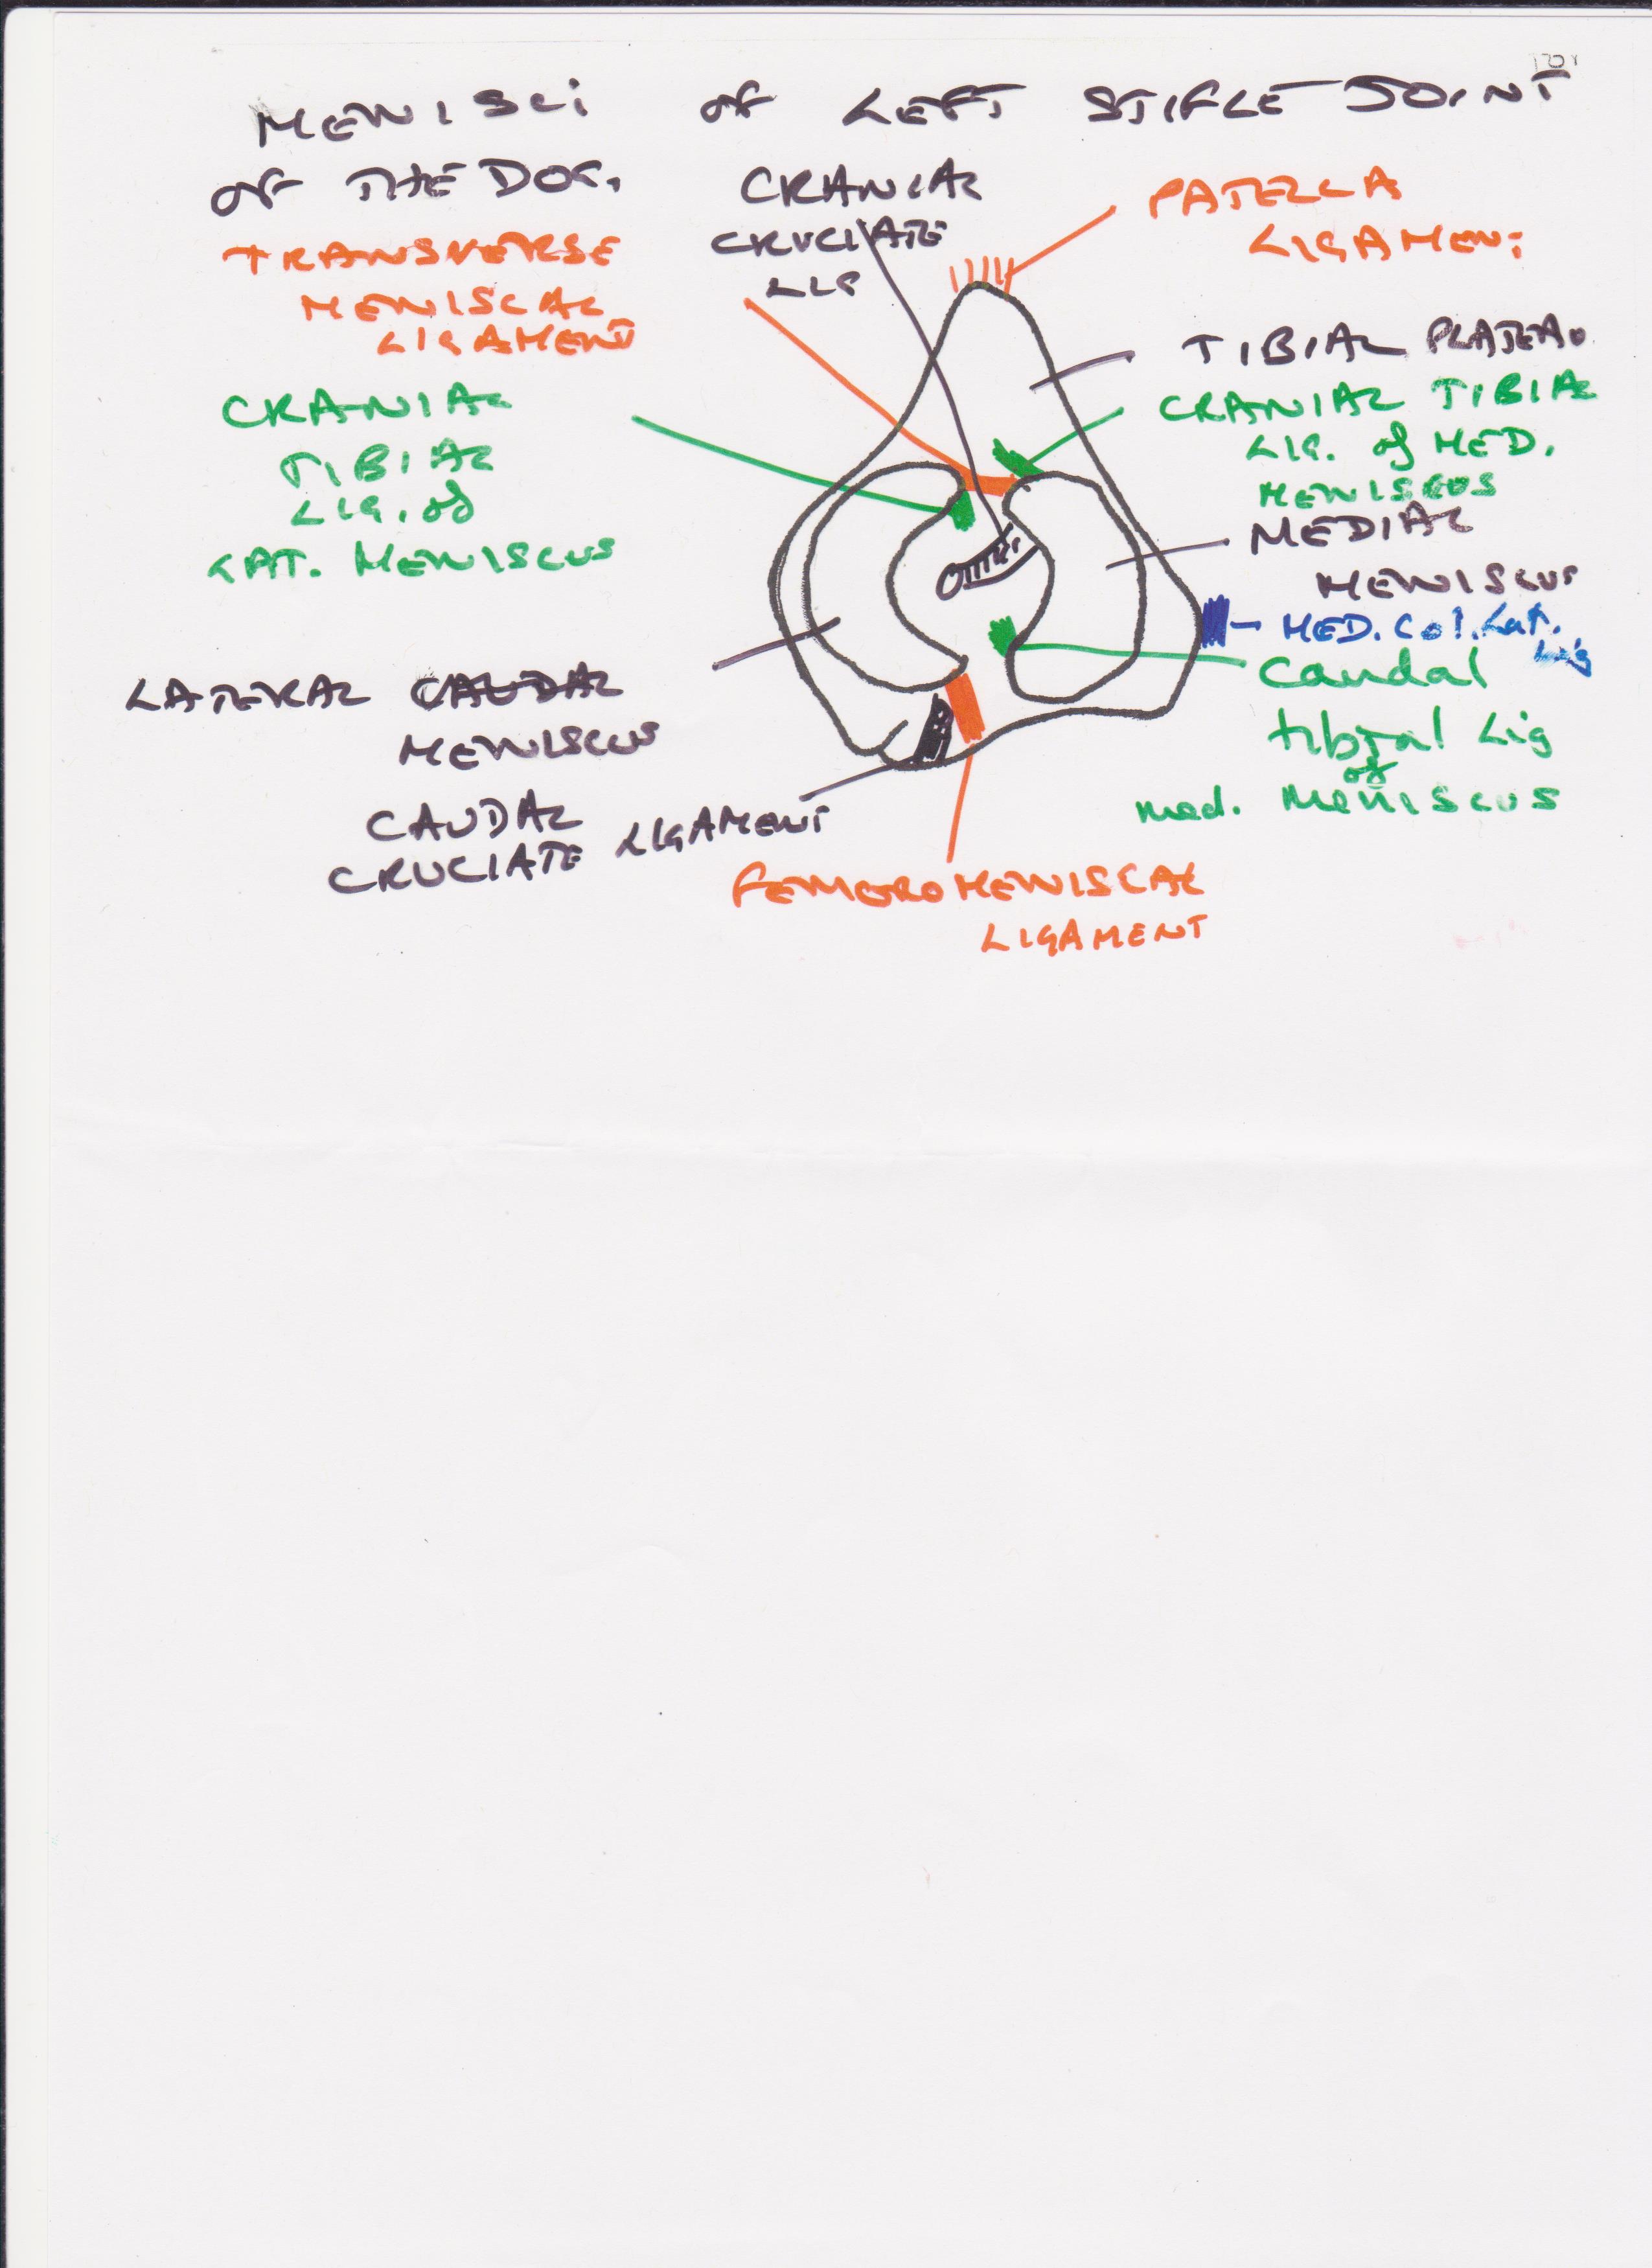 MENISCi of LEFT STIFLE JOINT
OF THE DOG.
TRANSVERSE
MENISCAL
LIGAMENT
CRANIAL
CRUCIATE
LIG
PATELLA
LIGAMENT
TIBIAL PLATEAU
CRANIAL
TIBIAL
LIG. of
LAT. MENISCUS
CRANIAL TIBIAL
LIG. of MED.
MENISCUS
MEDIAL
MENISCUS
MED. Col. Lat.
Lig
LATERAL CAUDAL
MENISCUS
Caudal
tibial Lig
of
med. MENISCUS
CAUDAL
CRUCIATE LIGAMENT
FEMOROMENISCAL
LIGAMENT